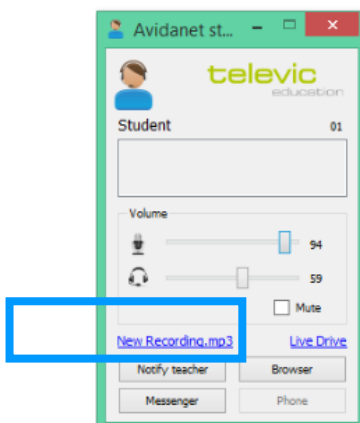 Avidanet st...
televic
education
Student 01
Volume
94
59
Mute
New Recording.mp3 Live Drive
Notify teacher Browser
Messenger Phone